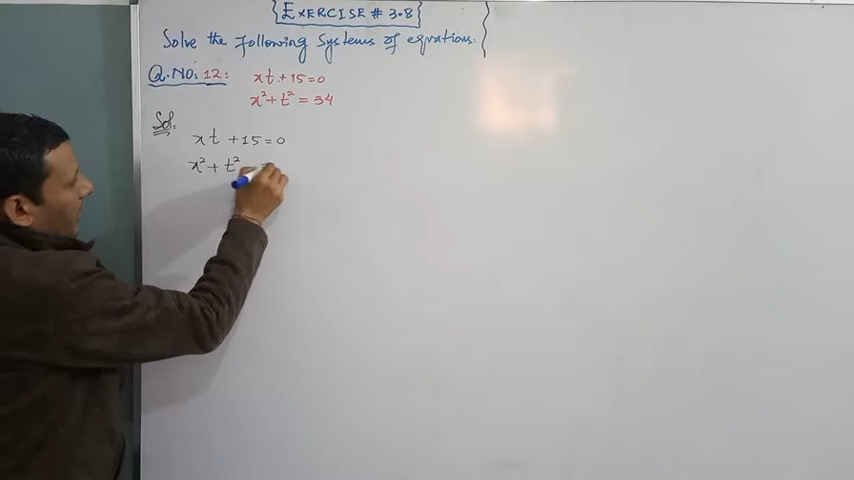 EXERCISE # 3.8
Solve the following Systems of equations.
Q.NO: 12: xt + 15 = 0
x² + t² = 34
Sol:
xt + 15 = 0
x² + t²